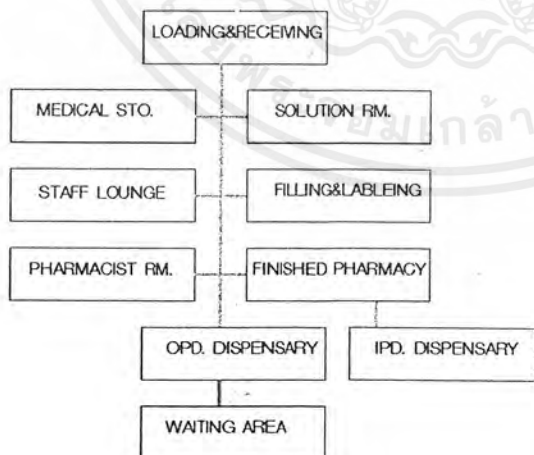 LOADING&RECEIVING
MEDICAL STO.
SOLUTION RM.
STAFF LOUNGE
FILLING&LABLEING
PHARMACIST RM.
FINISHED PHARMACY
OPD. DISPENSARY
IPD. DISPENSARY
WAITING AREA